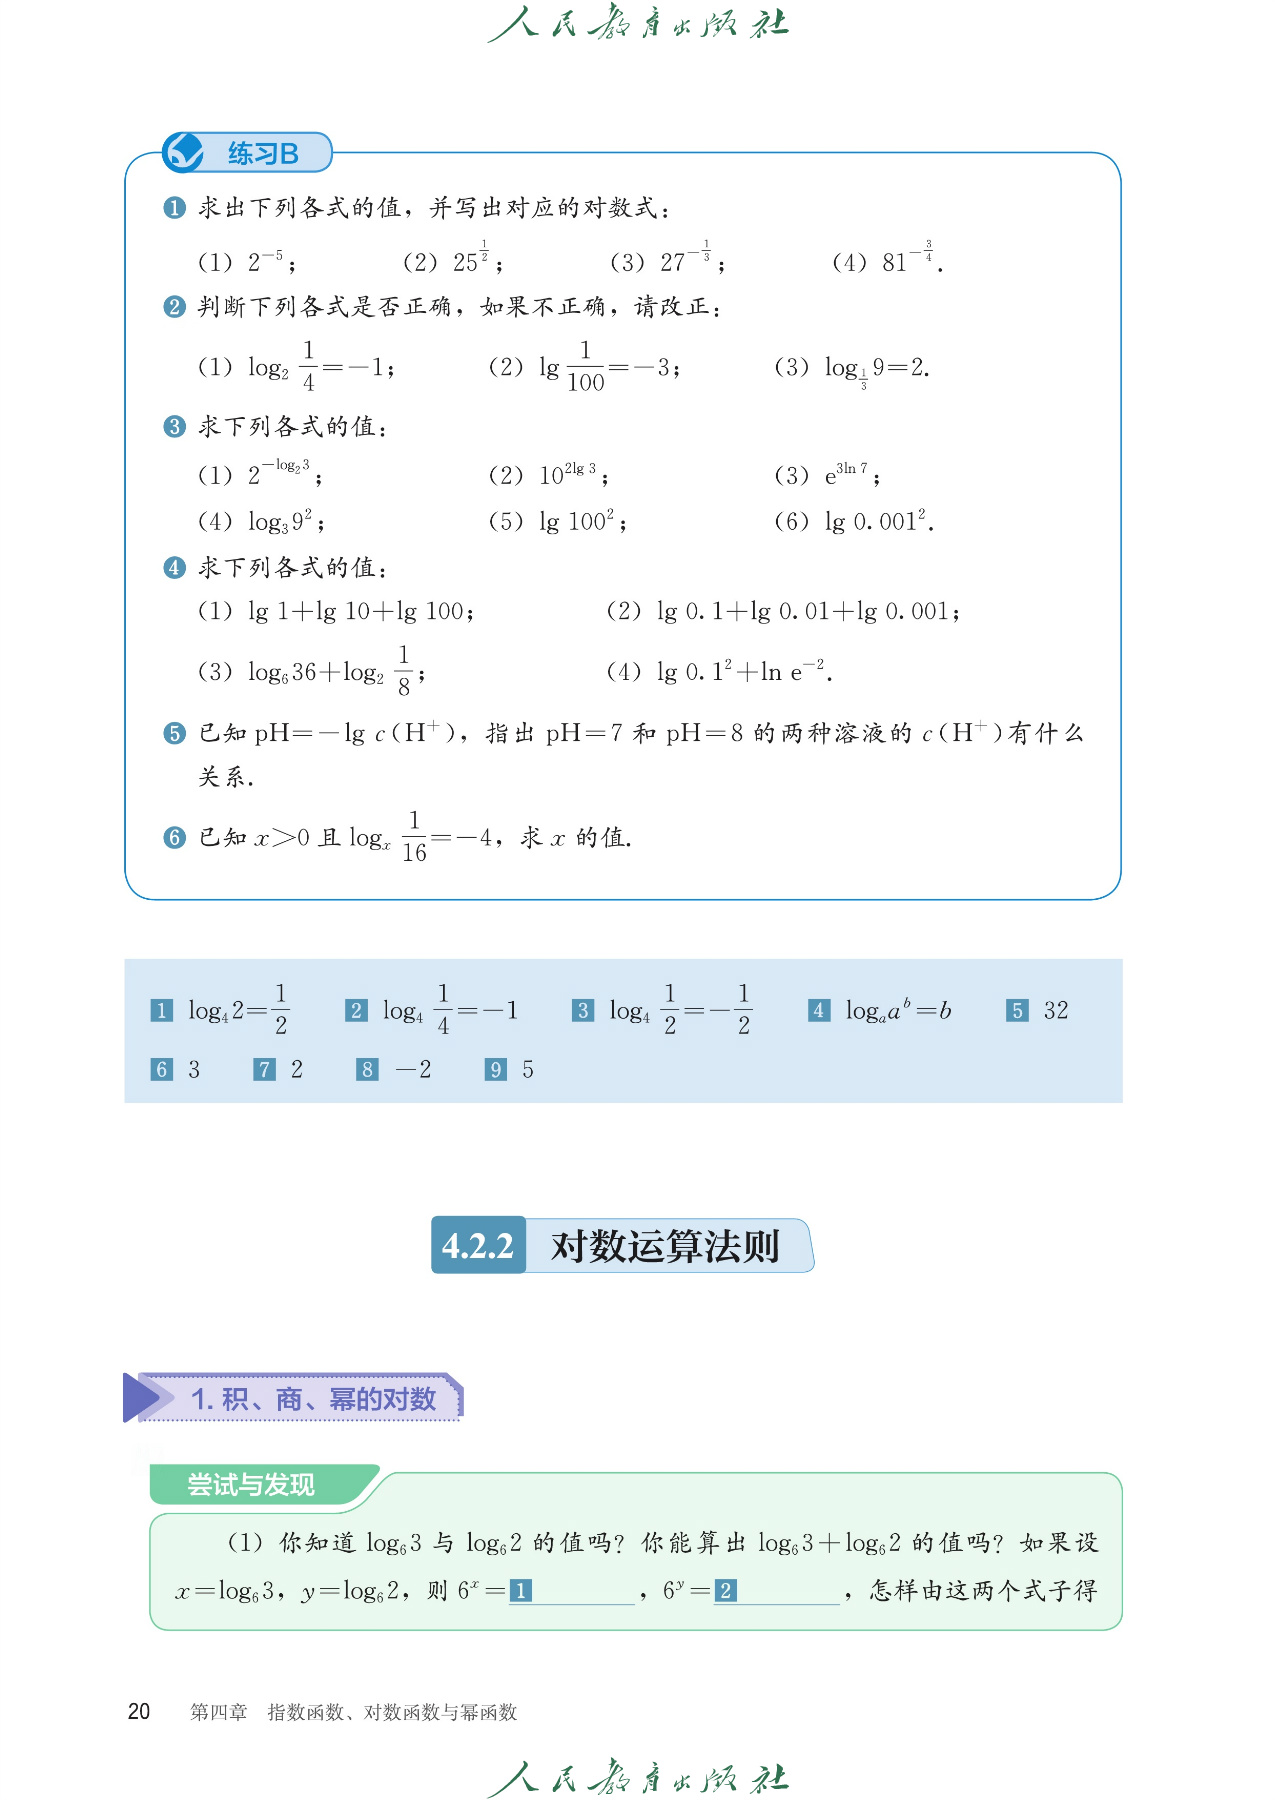 人民教育出版社
练习B
❶ 求出下列各式的值，并写出对应的对数式：
（1）2^{-5}； （2）25^{\frac{1}{2}}； （3）27^{-\frac{1}{3}}； （4）81^{-\frac{3}{4}}.
❷ 判断下列各式是否正确，如果不正确，请改正：
（1）log_2 \frac{1}{4}=-1； （2）lg \frac{1}{100}=-3； （3）log_{\frac{1}{3}} 9=2.
❸ 求下列各式的值：
（1）2^{-log_2 3}； （2）10^{2lg 3}； （3）e^{3ln 7}；
（4）log_3 9^2； （5）lg 100^2； （6）lg 0.001^2.
❹ 求下列各式的值：
（1）lg 1+lg 10+lg 100； （2）lg 0.1+lg 0.01+lg 0.001；
（3）log_6 36+log_2 \frac{1}{8}； （4）lg 0.1^2+ln e^{-2}.
❺ 已知 pH=-lg c(H^+)，指出 pH=7 和 pH=8 的两种溶液的 c(H^+)有什么
关系.
❻ 已知 x>0 且 log_x \frac{1}{16}=-4，求 x 的值.
1 log_4 2=\frac{1}{2} 2 log_4 \frac{1}{4}=-1 3 log_4 \frac{1}{2}=-\frac{1}{2} 4 log_a a^b=b 5 32
6 3 7 2 8 -2 9 5
4.2.2 对数运算法则
1. 积、商、幂的对数
尝试与发现
（1）你知道 log_6 3 与 log_6 2 的值吗？你能算出 log_6 3+log_6 2 的值吗？如果设
x=log_6 3，y=log_6 2，则 6^x=1______，6^y=2______，怎样由这两个式子得
20 第四章 指数函数、对数函数与幂函数
人民教育出版社